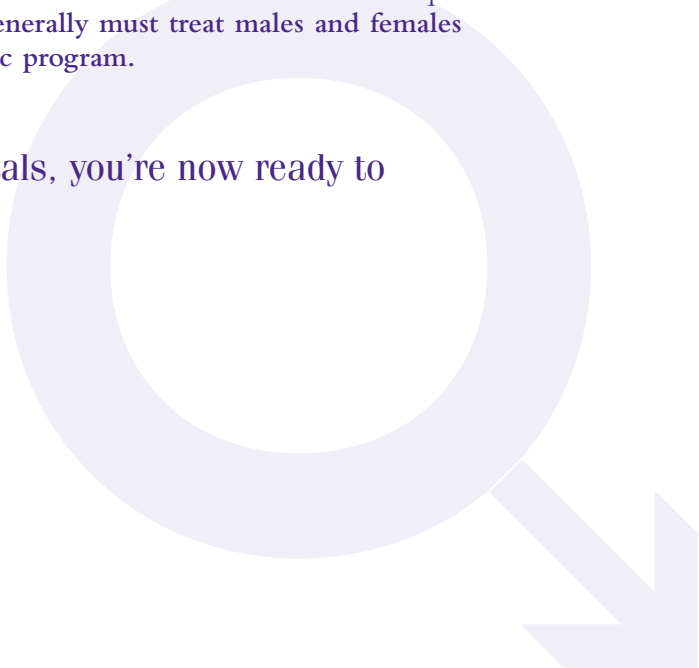 enerally must treat males and females
c program.
als, you’re now ready to